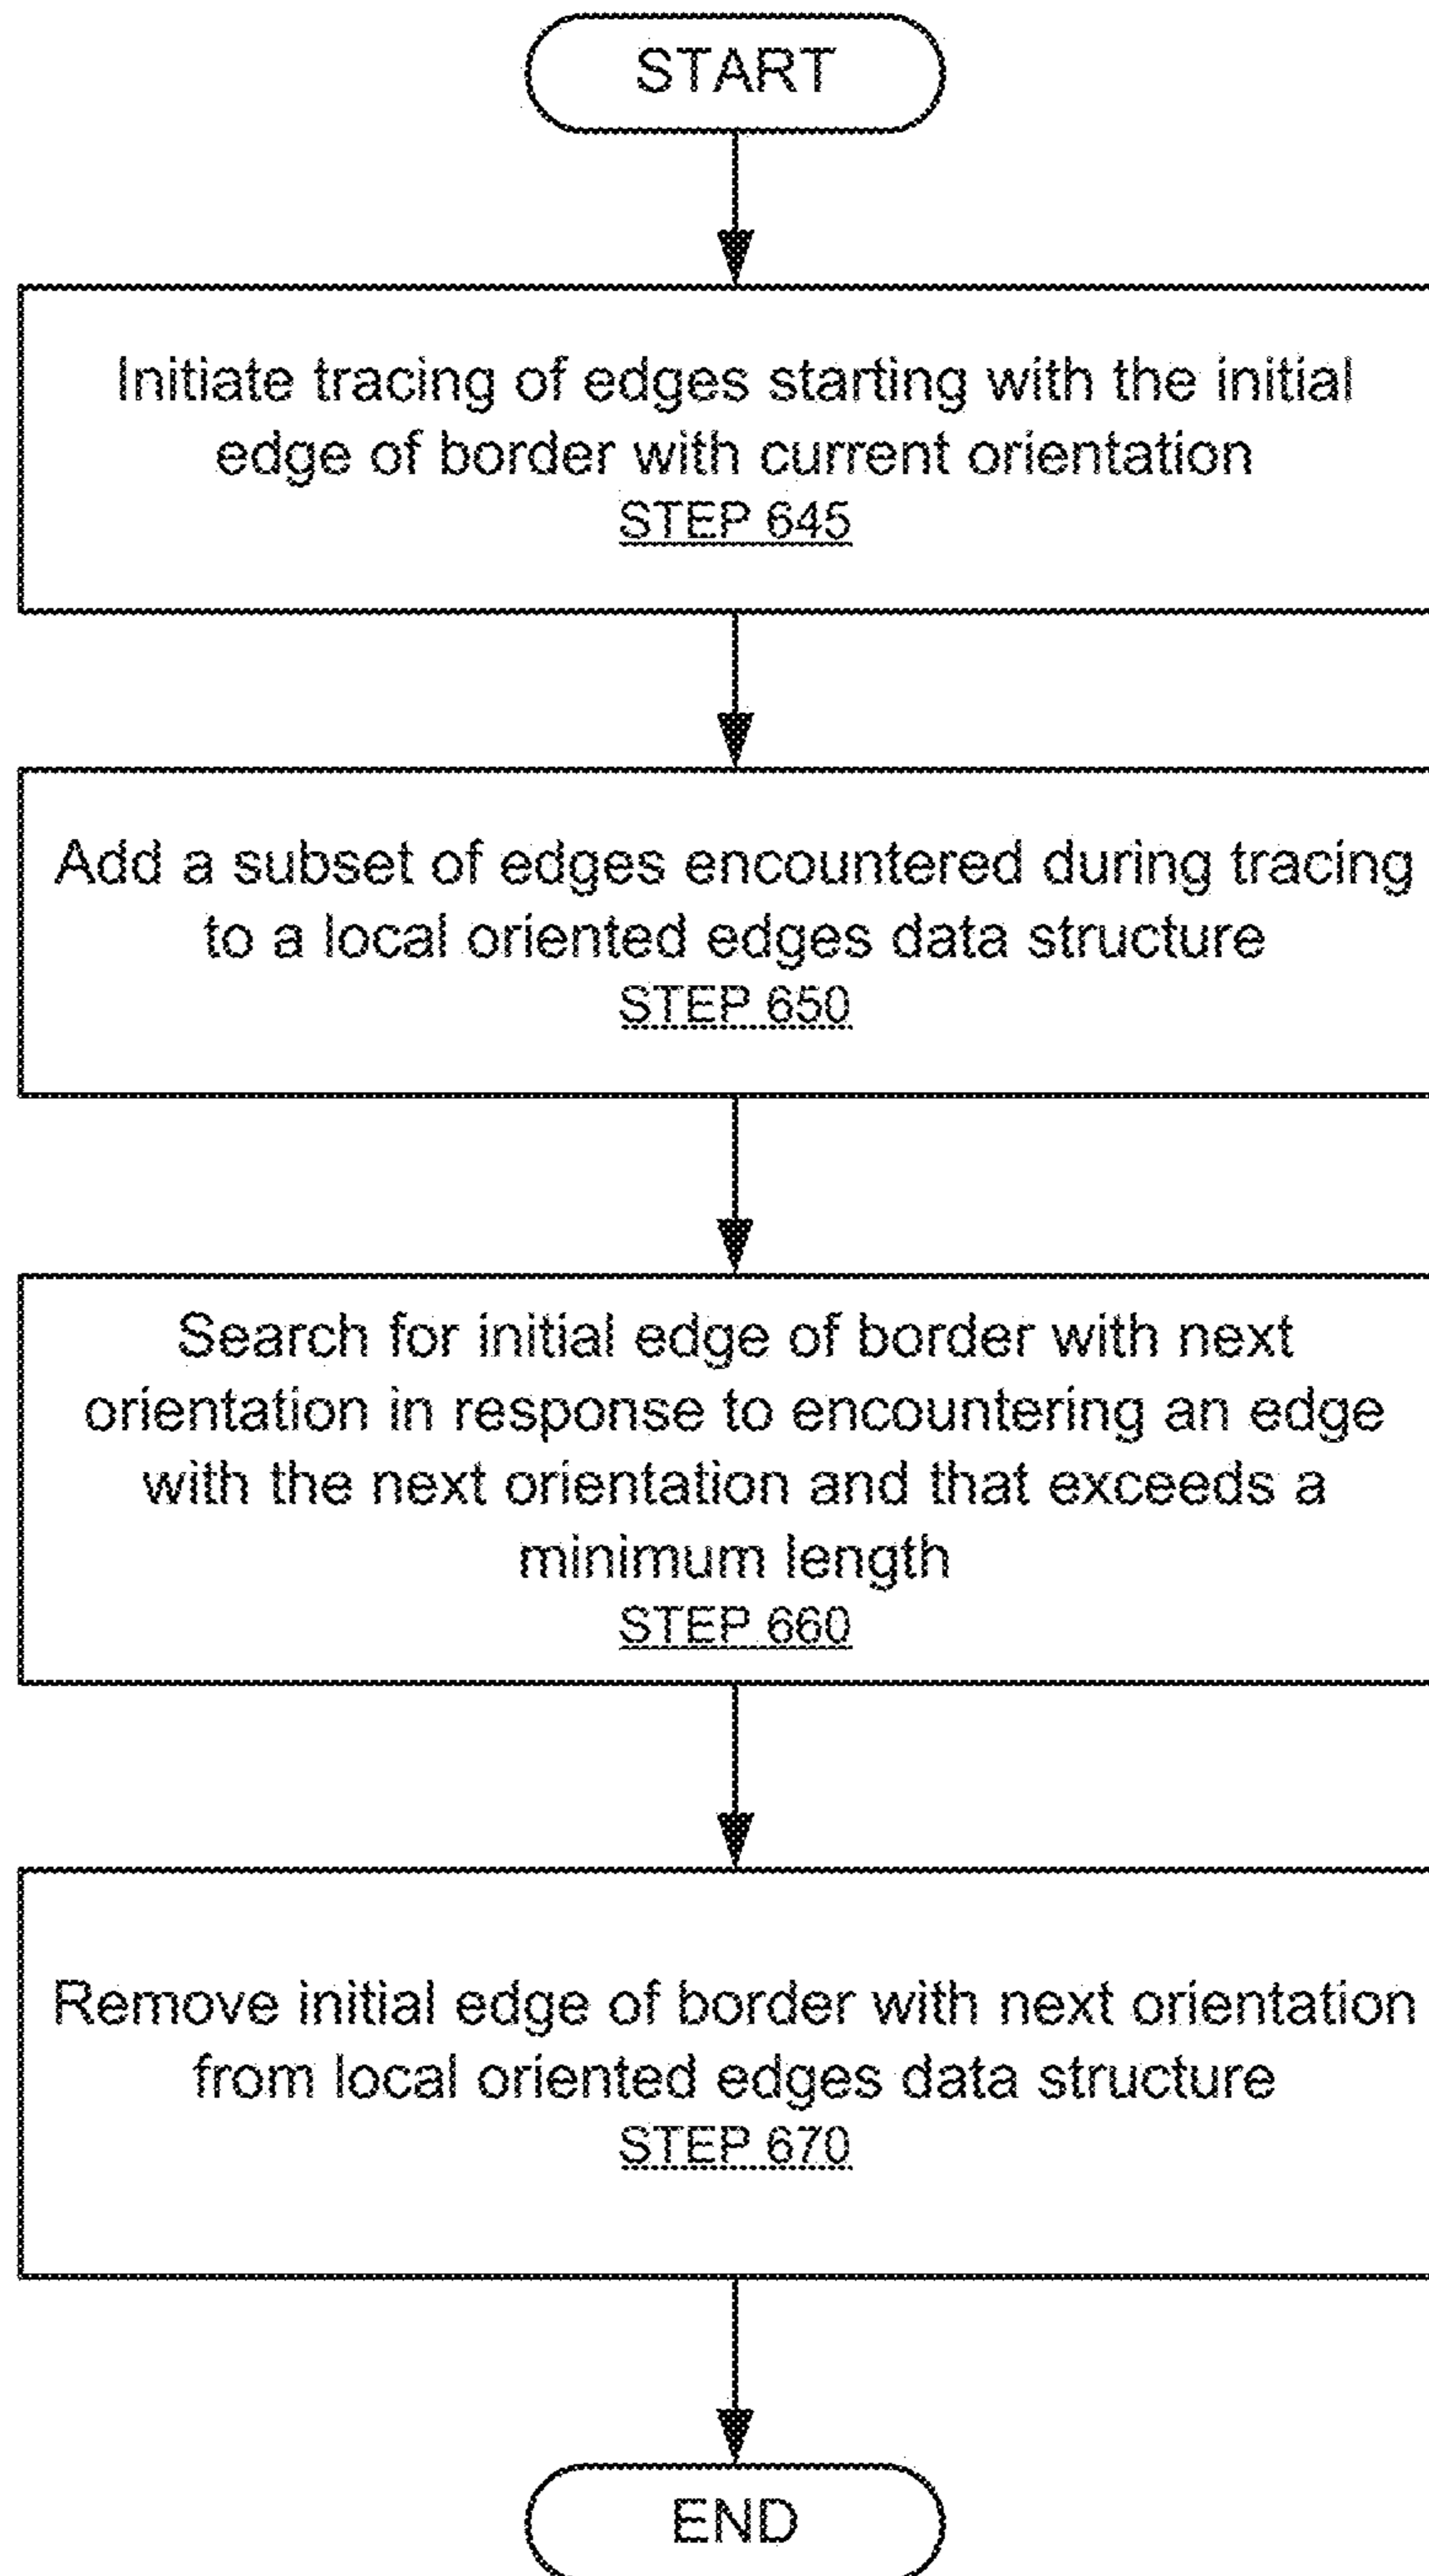 START
Initiate tracing of edges starting with the initial
edge of border with current orientation
STEP 645
Add a subset of edges encountered during tracing
to a local oriented edges data structure
STEP 650
Search for initial edge of border with next
orientation in response to encountering an edge
with the next orientation and that exceeds a
minimum length
STEP 660
Remove initial edge of border with next orientation
from local oriented edges data structure
STEP 670
END